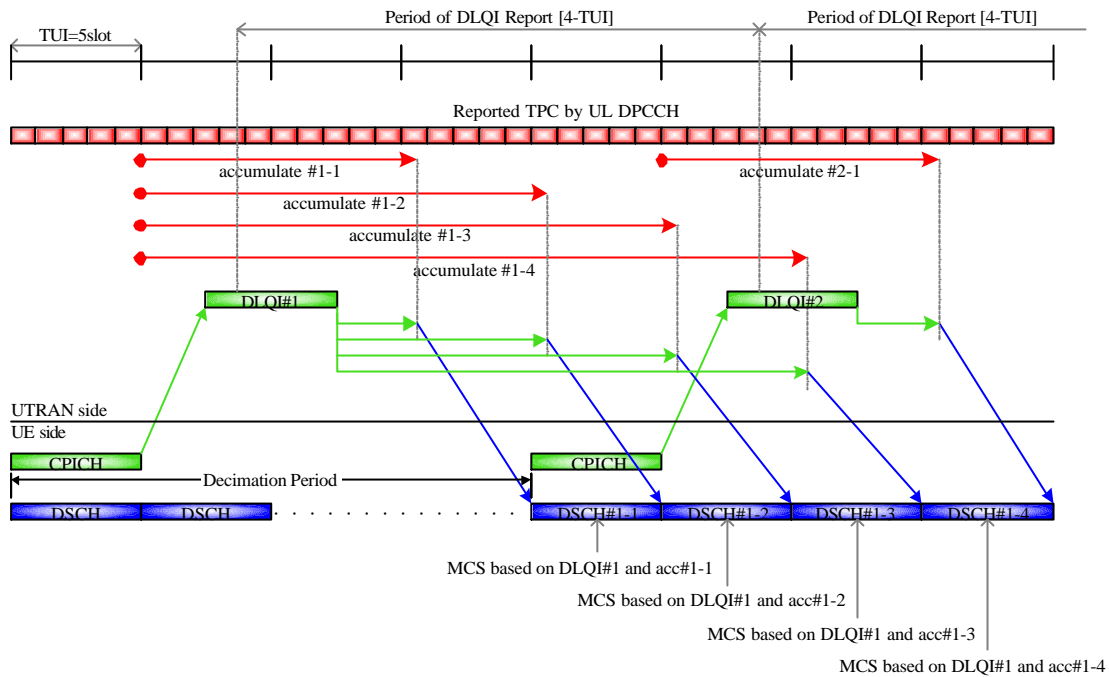 Period of DLQI Report [4-TUI]
Period of DLQI Report [4-TUI]
TUI=5slot
Reported TPC by UL DPCCH
accumulate #1-1
accumulate #2-1
accumulate #1-2
accumulate #1-3
accumulate #1-4
DLQI#1
DLQI#2
UTRAN side
UE side
CPICH
CPICH
Decimation Period
DSCH
DSCH
DSCH#1-1
DSCH#1-2
DSCH#1-3
DSCH#1-4
MCS based on DLQI#1 and acc#1-1
MCS based on DLQI#1 and acc#1-2
MCS based on DLQI#1 and acc#1-3
MCS based on DLQI#1 and acc#1-4